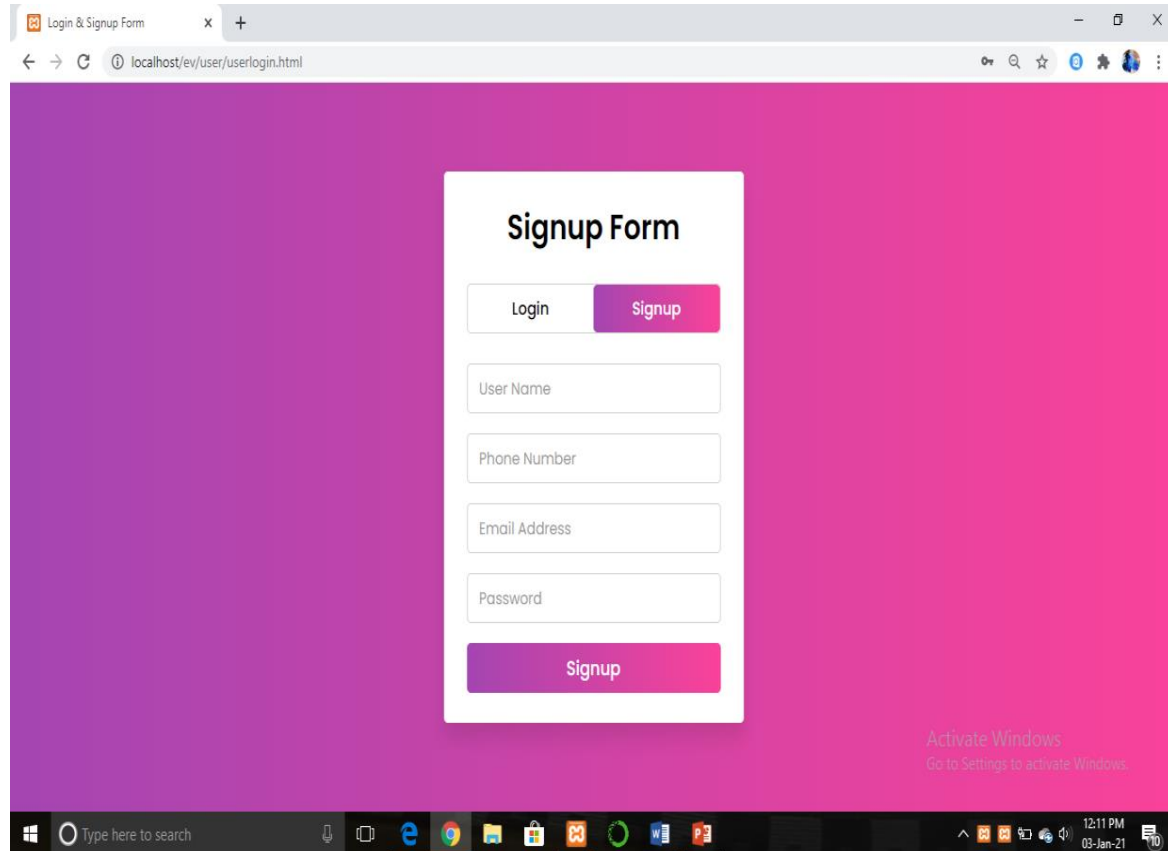 Login & Signup Form
localhost/ev/user/userlogin.html
Signup Form
Login Signup
User Name
Phone Number
Email Address
Password
Signup
Activate Windows
Go to Settings to activate Windows.
Type here to search
12:11 PM
03-Jan-21